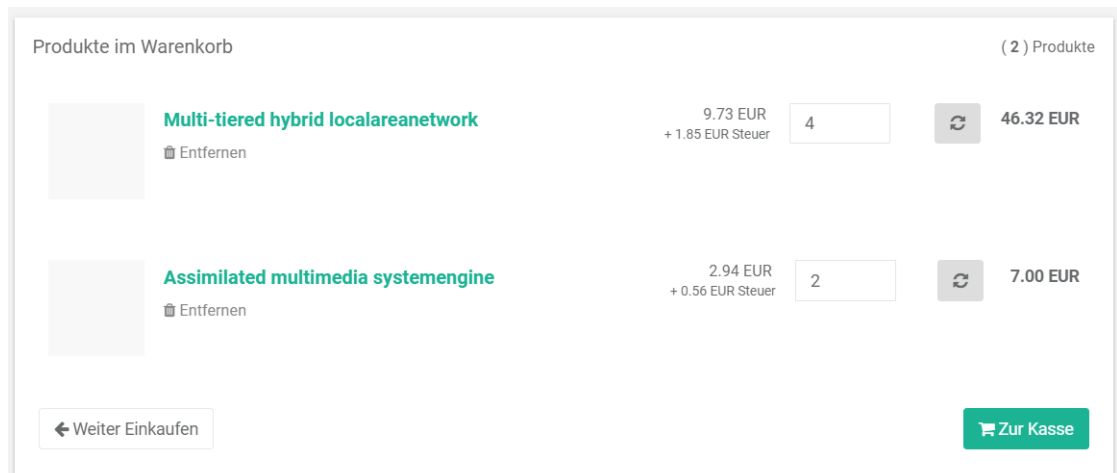 Produkte im Warenkorb
( 2 ) Produkte
Multi-tiered hybrid localareanetwork
Entfernen
9.73 EUR
+ 1.85 EUR Steuer
4
46.32 EUR
Assimilated multimedia systemengine
Entfernen
2.94 EUR
+ 0.56 EUR Steuer
2
7.00 EUR
Weiter Einkaufen
Zur Kasse